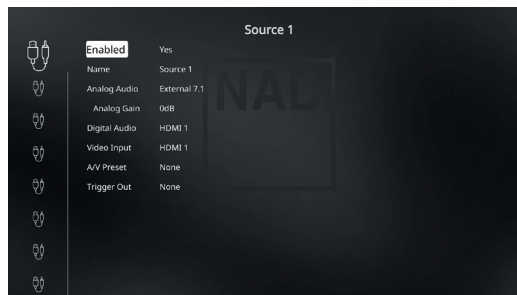 Source 1
Enabled Yes
Name Source 1
Analog Audio External 7.1
Analog Gain 0dB
Digital Audio HDMI 1
Video Input HDMI 1
A/V Preset None
Trigger Out None
NAD